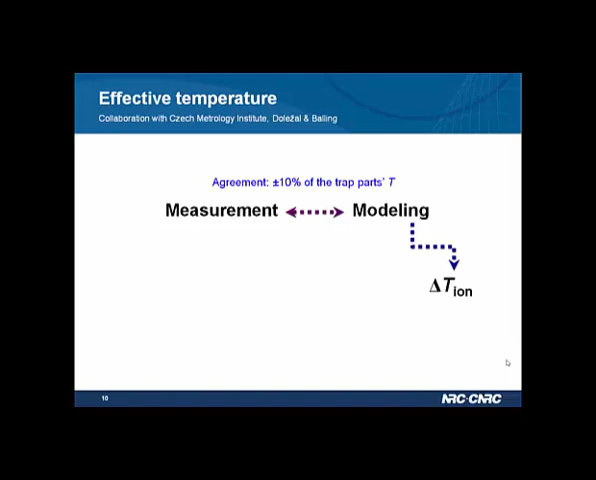 Effective temperature
Collaboration with Czech Metrology Institute, Doležal & Balling
Agreement: ±10% of the trap parts' T
Measurement Modeling
ΔTion
10 NRC·CNRC